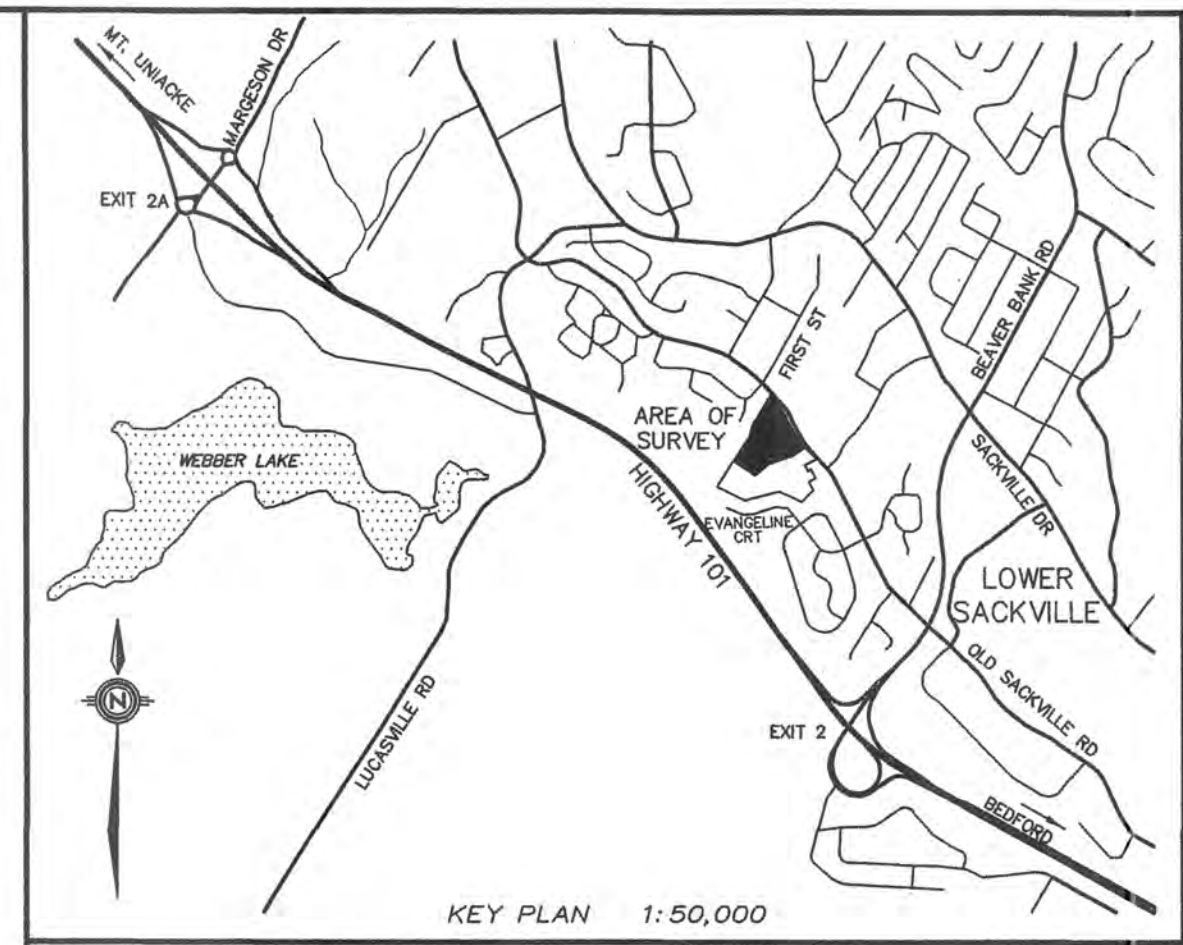 MT. UNIACKE
MARGESON DR
EXIT 2A
BEAVER BANK RD
FIRST ST
AREA OF
SURVEY
WEBBER LAKE
HIGHWAY 101
SACKVILLE DR
EVANGELINE
CRT
LOWER
SACKVILLE
N
OLD SACKVILLE RD
LUCASVILLE RD
EXIT 2
BEDFORD
KEY PLAN 1:50,000